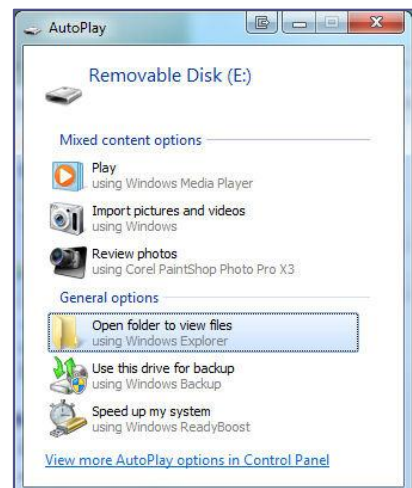 AutoPlay
Removable Disk (E:)
Mixed content options
Play
using Windows Media Player
Import pictures and videos
using Windows
Review photos
using Corel PaintShop Photo Pro X3
General options
Open folder to view files
using Windows Explorer
Use this drive for backup
using Windows Backup
Speed up my system
using Windows ReadyBoost
View more AutoPlay options in Control Panel